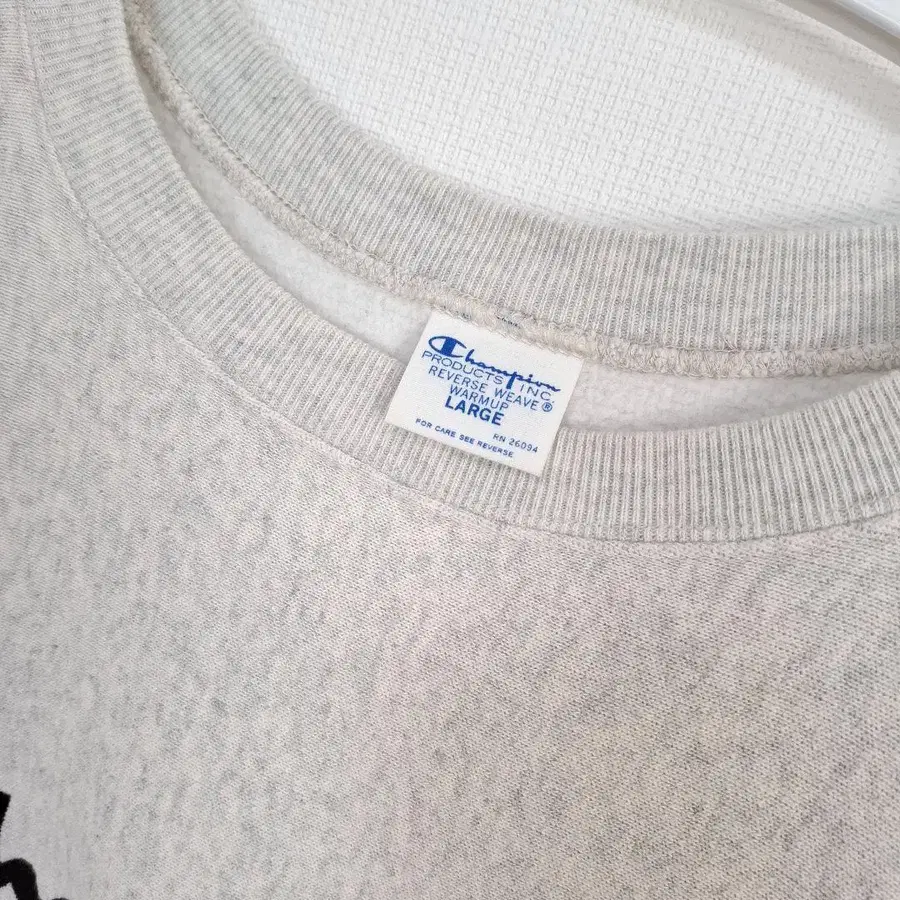 Champion
PRODUCTS INC.
REVERSE WEAVE®
WARMUP
LARGE
RN 26094
FOR CARE SEE REVERSE